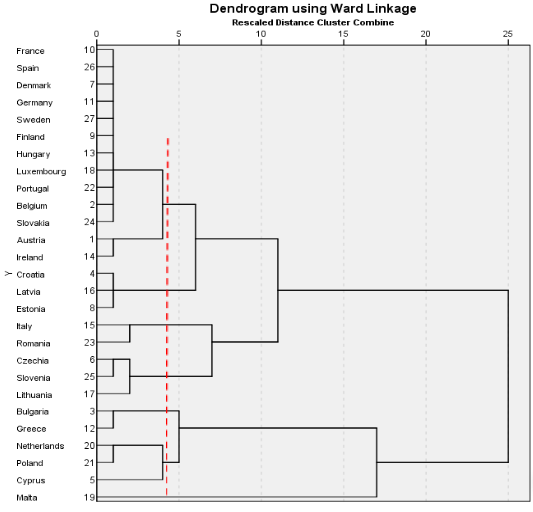 Dendrogram using Ward Linkage
Rescaled Distance Cluster Combine
0 5 10 15 20 25
France 10
Spain 26
Denmark 7
Germany 11
Sweden 27
Finland 9
Hungary 13
Luxembourg 18
Portugal 22
Belgium 2
Slovakia 24
Austria 1
Ireland 14
Y
Croatia 4
Latvia 16
Estonia 8
Italy 15
Romania 23
Czechia 6
Slovenia 25
Lithuania 17
Bulgaria 3
Greece 12
Netherlands 20
Poland 21
Cyprus 5
Malta 19